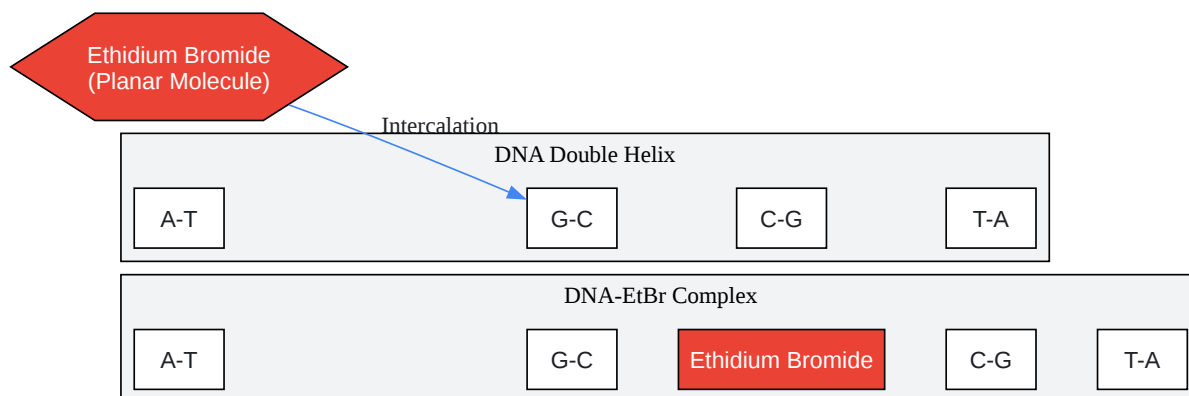 Ethidium Bromide
(Planar Molecule)
Intercalation
DNA Double Helix
A-T
G-C
C-G
T-A
DNA-EtBr Complex
A-T
G-C
Ethidium Bromide
C-G
T-A